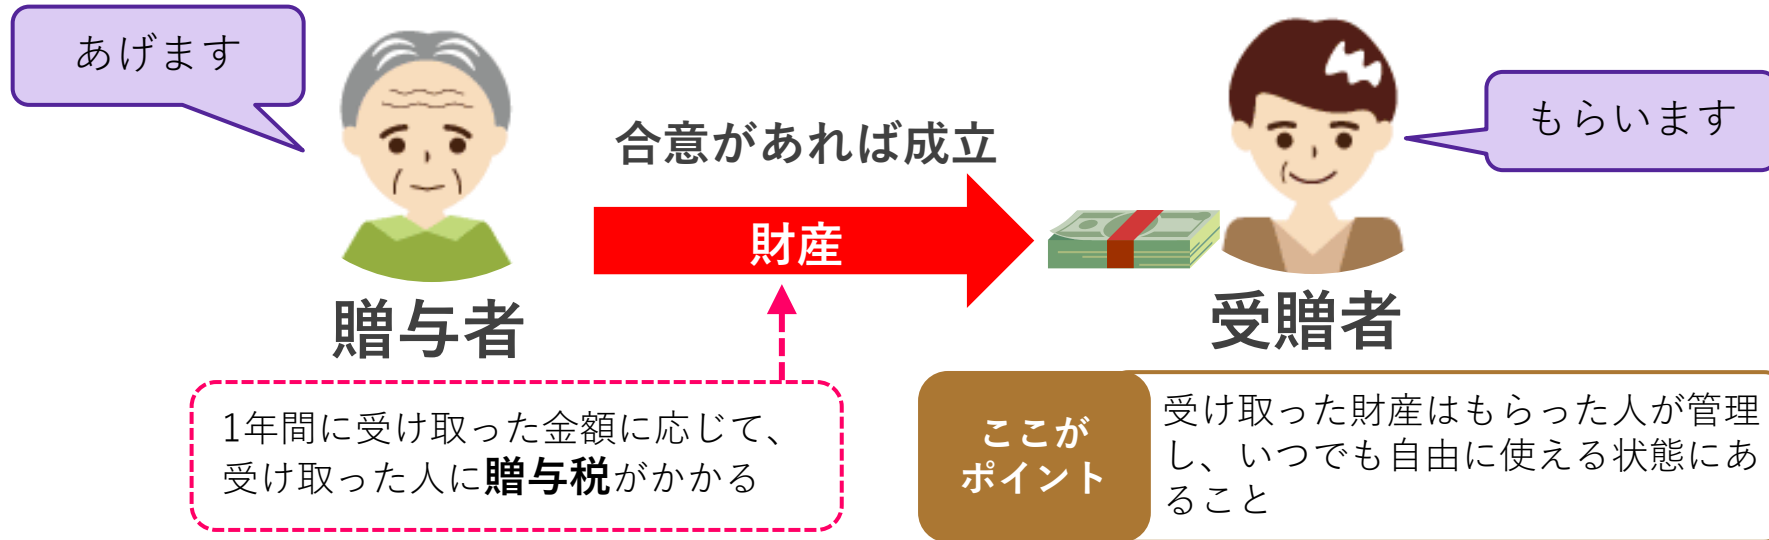 あげます
もらいます
合意があれば成立
財産
贈与者
受贈者
1年間に受け取った金額に応じて、
受け取った人に贈与税がかかる
ここが
ポイント
受け取った財産はもらった人が管理
し、いつでも自由に使える状態にあ
ること